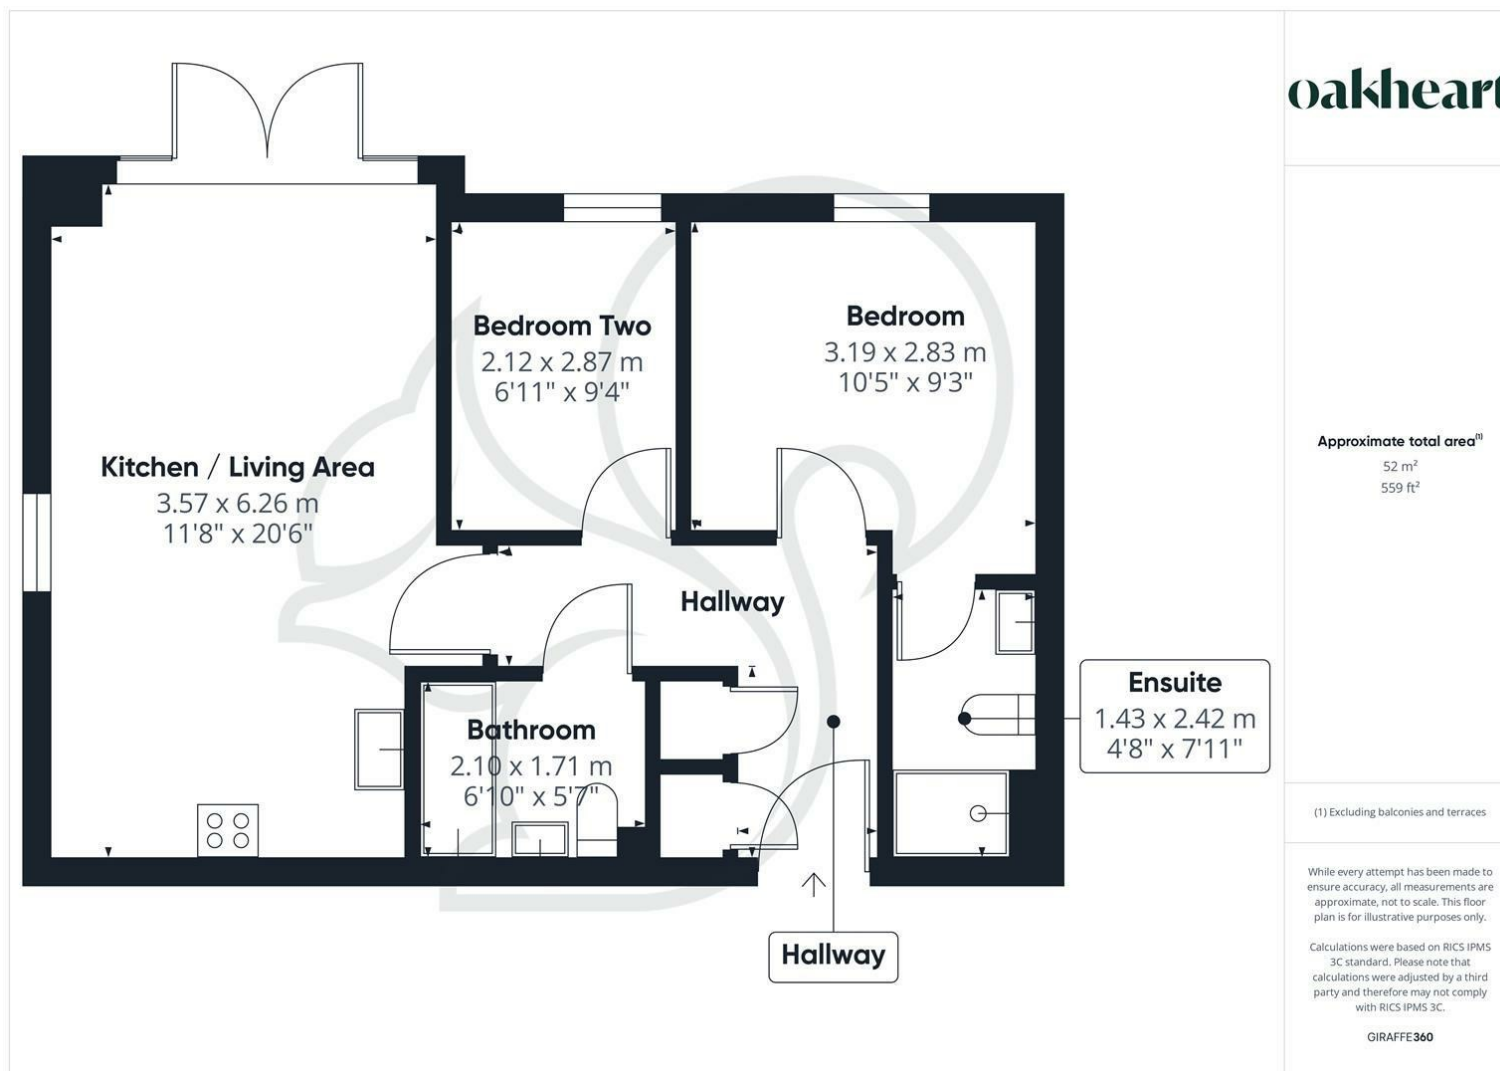 oakheart
Bedroom Two
2.12 x 2.87 m
6'11" x 9'4"
Bedroom
3.19 x 2.83 m
10'5" x 9'3"
Kitchen / Living Area
3.57 x 6.26 m
11'8" x 20'6"
Hallway
Bathroom
2.10 x 1.71 m
6'10" x 5'7"
Ensuite
1.43 x 2.42 m
4'8" x 7'11"
Hallway
Approximate total area(1)
52 m²
559 ft²
(1) Excluding balconies and terraces
While every attempt has been made to
ensure accuracy, all measurements are
approximate, not to scale. This floor
plan is for illustrative purposes only.
Calculations were based on RICS IPMS
3C standard. Please note that
calculations were adjusted by a third
party and therefore may not comply
with RICS IPMS 3C.
GIRAFFE360